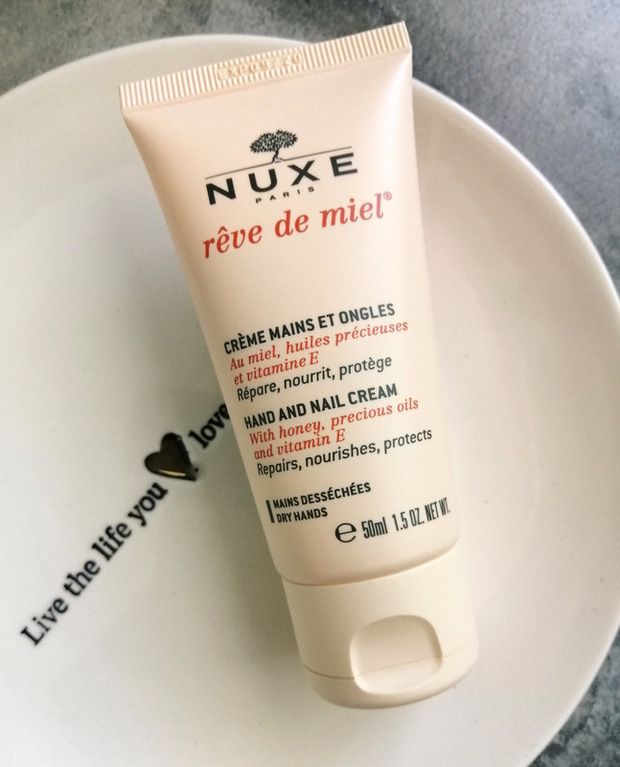 NUXE
PARIS
rêve de miel®
CRÈME MAINS ET ONGLES
Au miel, huiles précieuses
et vitamine E
Répare, nourrit, protège
HAND AND NAIL CREAM
With honey, precious oils
and vitamin E
Repairs, nourishes, protects
MAINS DESSÉCHÉES
DRY HANDS
℮ 50ml 1.5 OZ. NET WT.
Live the life you love